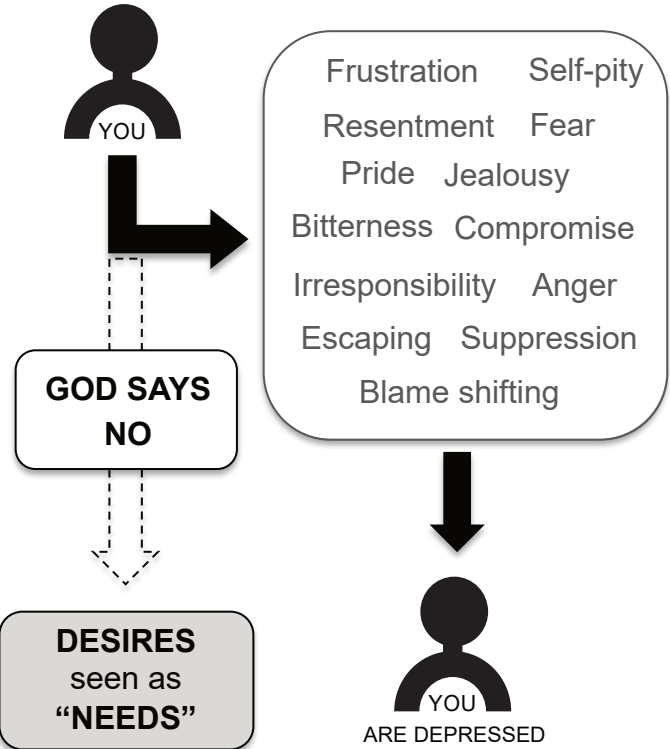 YOU
GOD SAYS
NO
DESIRES
seen as
“NEEDS”
Frustration Self-pity
Resentment Fear
Pride Jealousy
Bitterness Compromise
Irresponsibility Anger
Escaping Suppression
Blame shifting
YOU
ARE DEPRESSED